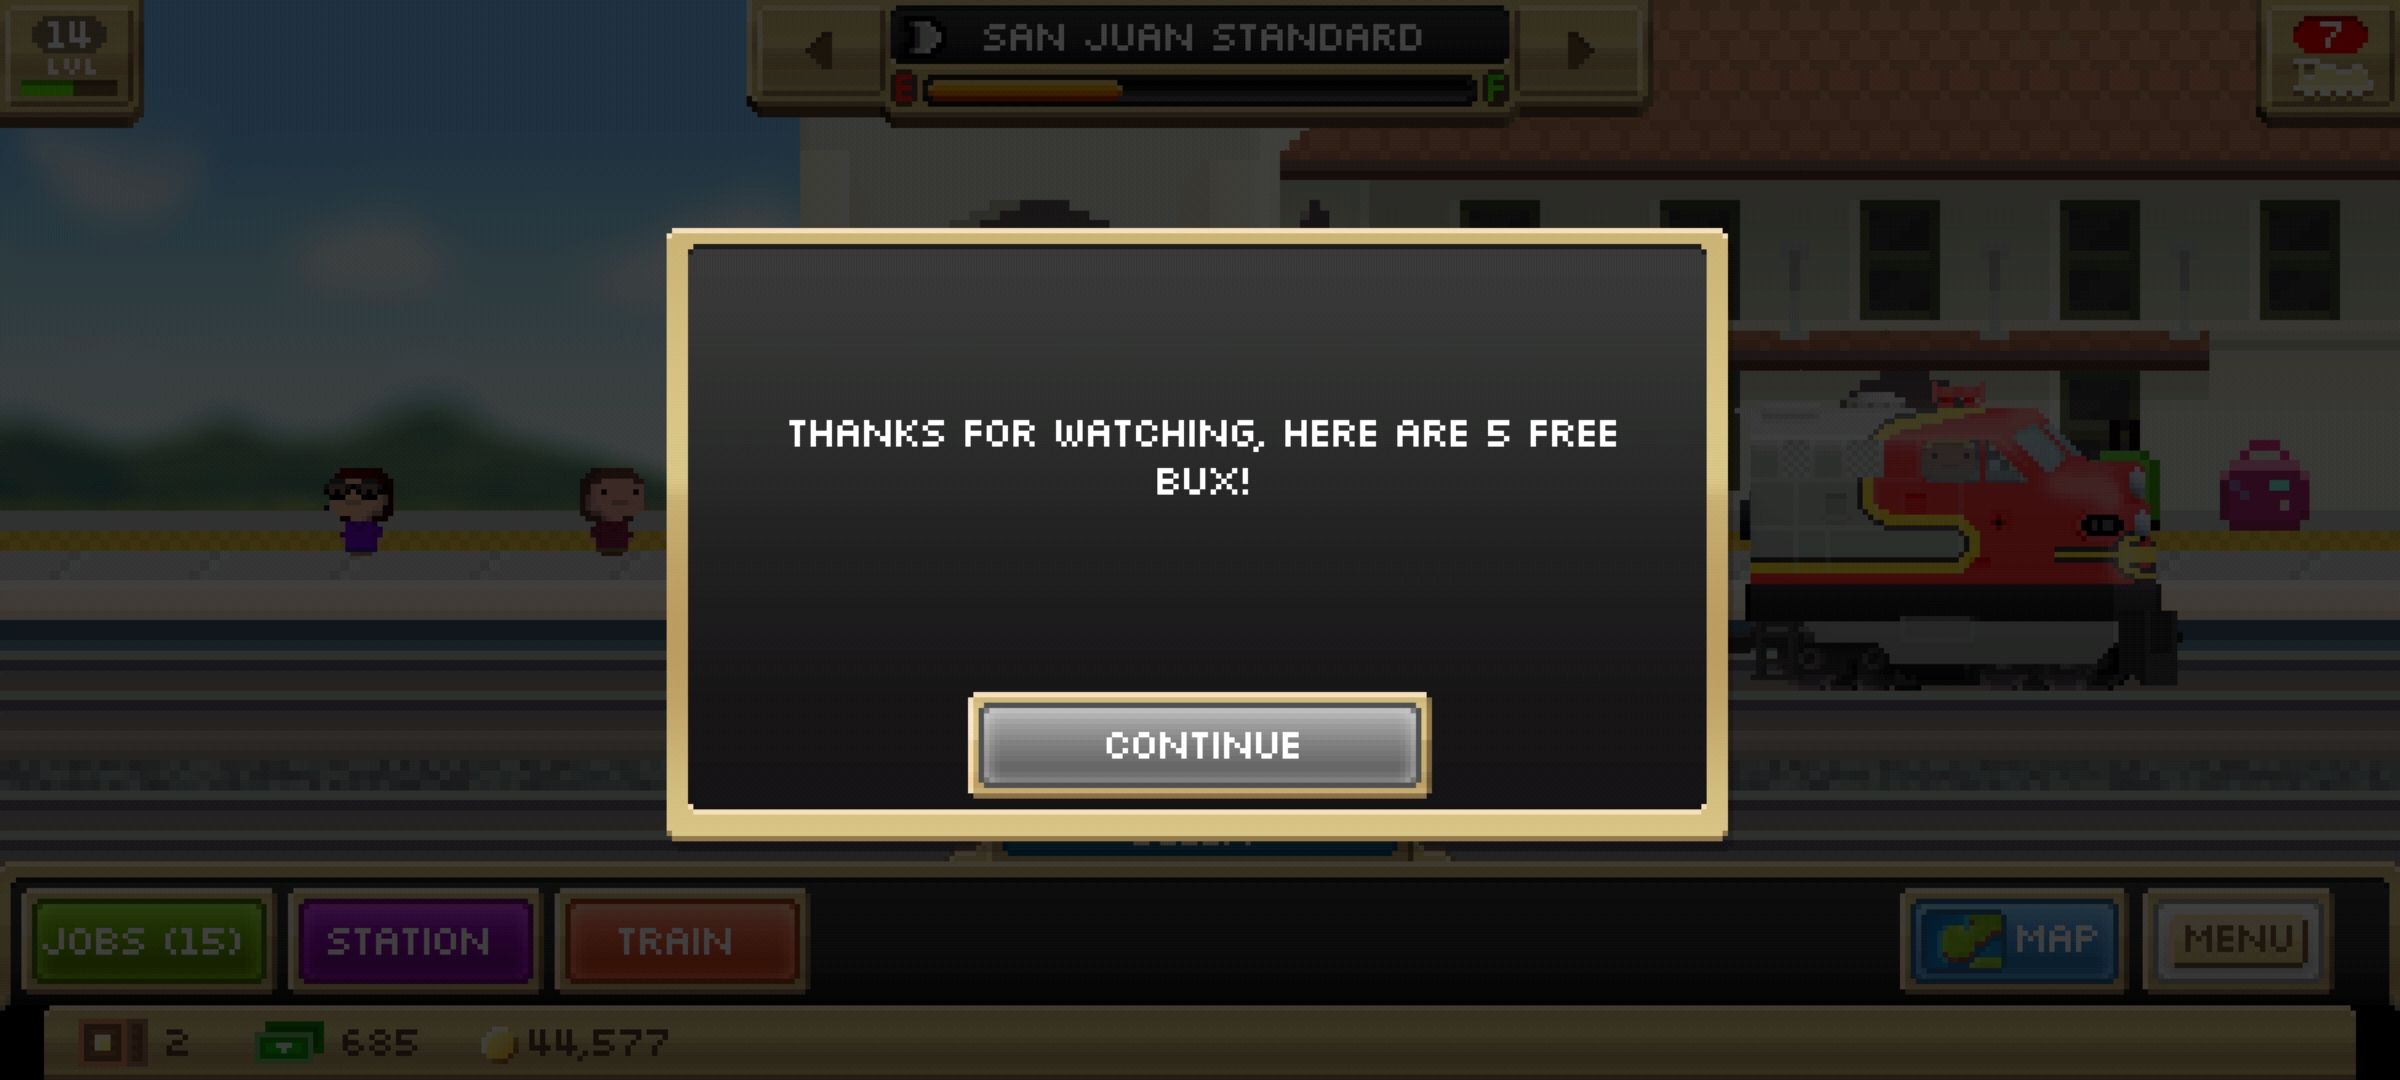 14
LVL
SAN JUAN STANDARD
E
F
7
THANKS FOR WATCHING, HERE ARE 5 FREE
BUX!
CONTINUE
JOBS (15)
STATION
TRAIN
MAP
MENU
2
685
44,577